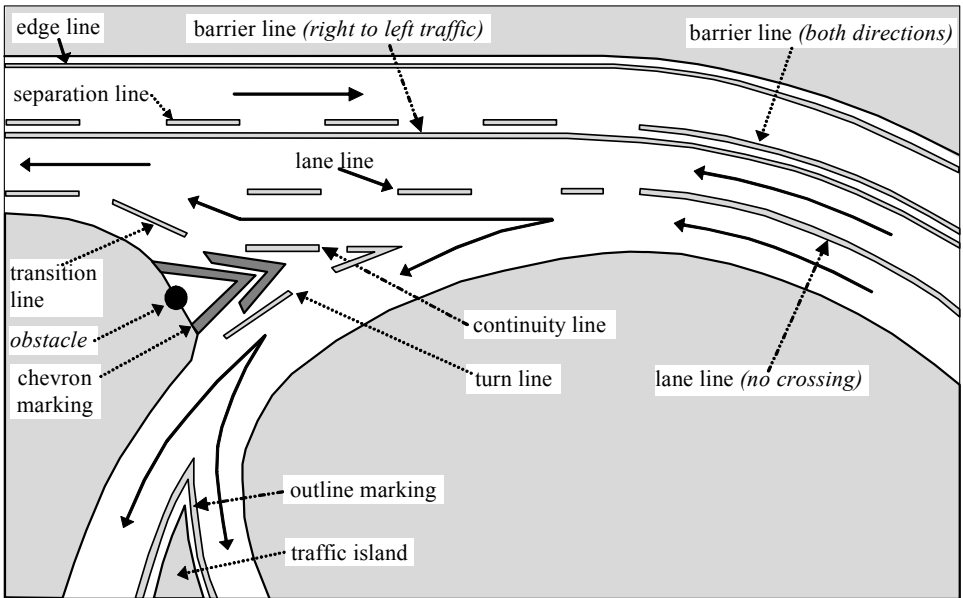 edge line
barrier line (right to left traffic)
barrier line (both directions)
separation line
lane line
transition
line
obstacle
chevron
marking
continuity line
turn line
lane line (no crossing)
outline marking
traffic island